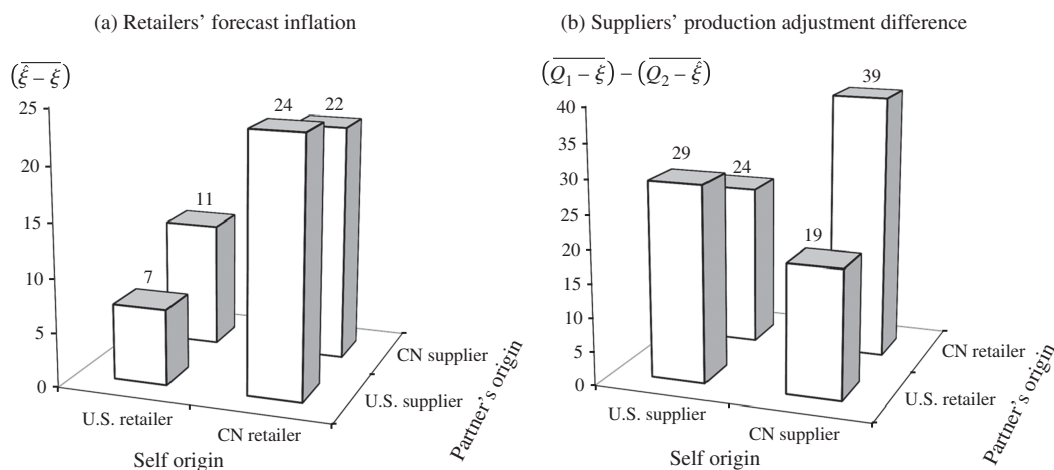 (a) Retailers’ forecast inflation
(ξ̂ – ξ)
25
20
15
10
5
0
7
11
24
22
U.S. retailer
CN retailer
Self origin
U.S. supplier
CN supplier
Partner’s origin
(b) Suppliers’ production adjustment difference
(Q₁ – ξ) – (Q₂ – ξ̂)
40
35
30
25
20
15
10
5
0
29
24
19
39
U.S. supplier
CN supplier
Self origin
U.S. retailer
CN retailer
Partner’s origin